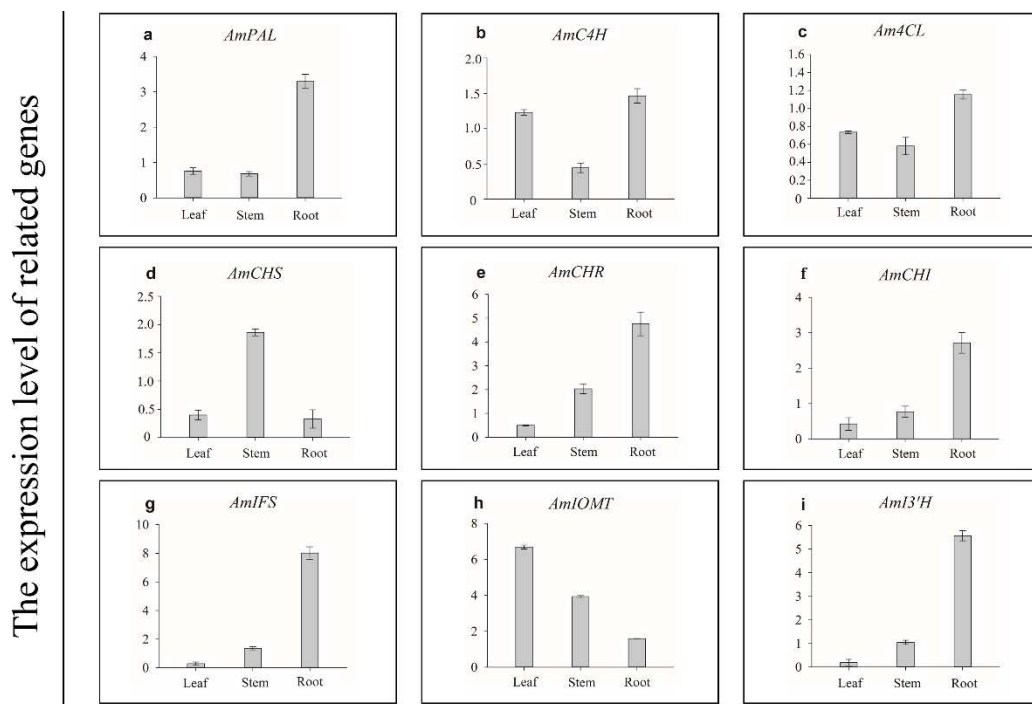 The expression level of related genes
a
AmPAL
4
3
2
1
0
Leaf Stem Root
b
AmC4H
2.0
1.5
1.0
0.5
0
Leaf Stem Root
c
Am4CL
1.6
1.4
1.2
1.0
0.8
0.6
0.4
0.2
0
Leaf Stem Root
d
AmCHS
2.5
2.0
1.5
1.0
0.5
0
Leaf Stem Root
e
AmCHR
6
5
4
3
2
1
0
Leaf Stem Root
f
AmCHI
4
3
2
1
0
Leaf Stem Root
g
AmIFS
10
8
6
4
2
0
Leaf Stem Root
h
AmIOMT
8
6
4
2
0
Leaf Stem Root
i
AmI3'H
6
5
4
3
2
1
0
Leaf Stem Root